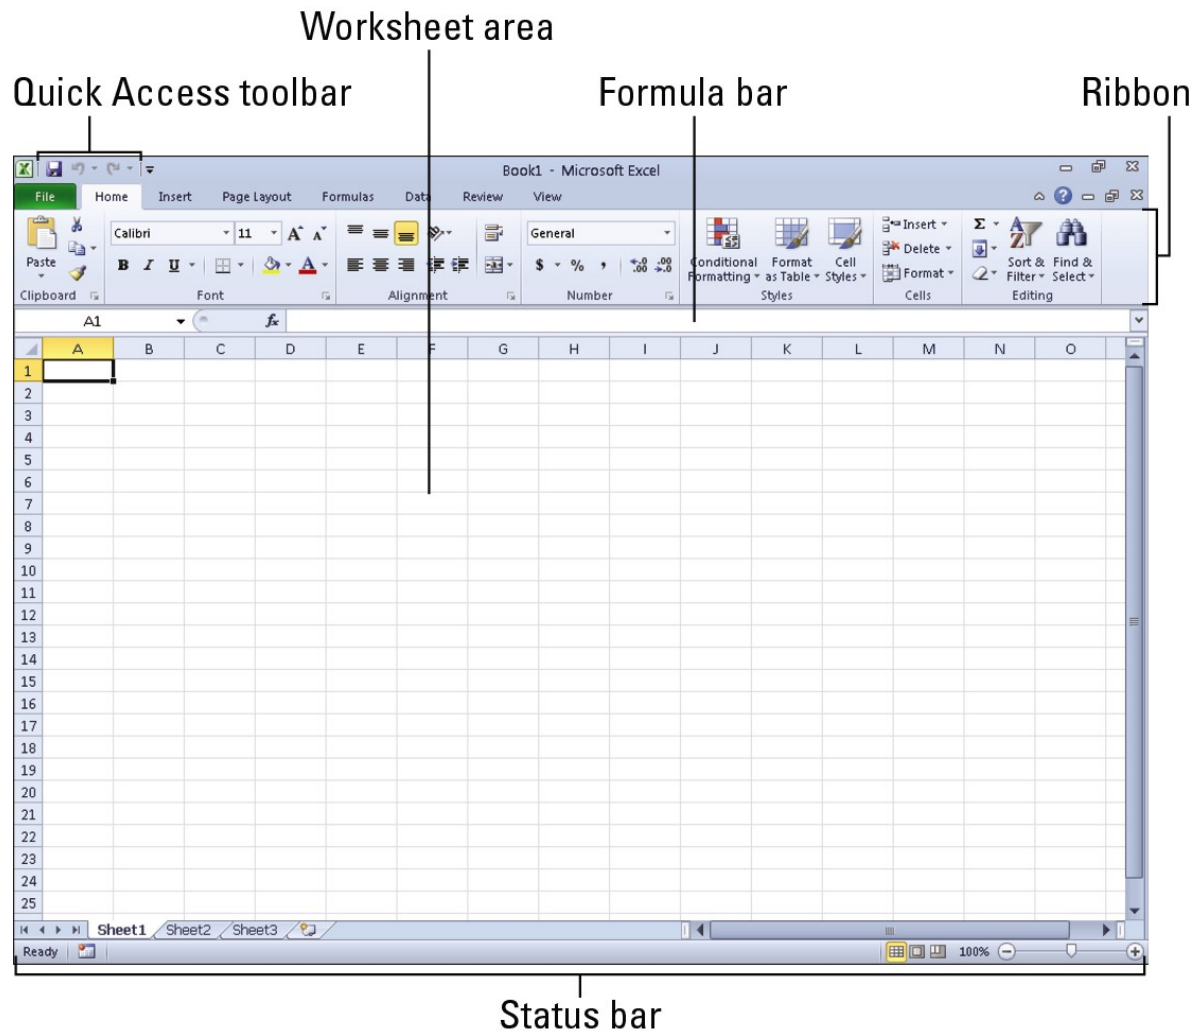 Worksheet area
Quick Access toolbar
Formula bar
Ribbon
Book1 - Microsoft Excel
File Home Insert Page Layout Formulas Data Review View
Calibri 11 A A General
Insert
Delete
Format
Paste
B I U A $ % , .0 .00 .00 .0
Conditional Formatting
Format as Table
Cell Styles
Σ
A Z
Sort & Filter
Find & Select
Clipboard Font Alignment Number Styles Cells Editing
A1 fx
A B C D E F G H I J K L M N O
1
2
3
4
5
6
7
8
9
10
11
12
13
14
15
16
17
18
19
20
21
22
23
24
25
Sheet1 Sheet2 Sheet3
Ready 100%
Status bar